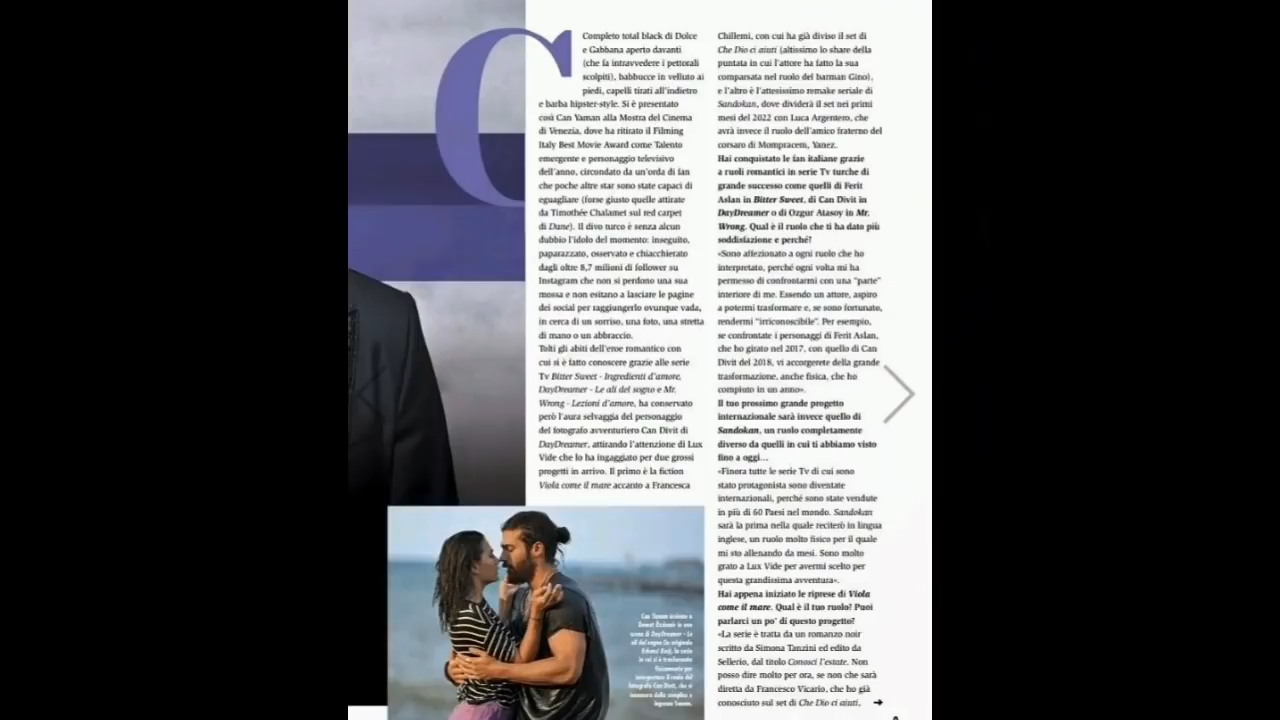 C
Completo total black di Dolce
e Gabbana aperto davanti
(che fa intravvedere i pettorali
scolpiti), babbucce in velluto ai
piedi, capelli tirati all'indietro
e barba hipster-style. Si è presentato
così Can Yaman alla Mostra del Cinema
di Venezia, dove ha ritirato il Filming
Italy Best Movie Award come Talento
emergente e personaggio televisivo
dell'anno, circondato da un'orda di fan
che poche altre star sono state capaci di
eguagliare (forse giusto quelle attirate
da Timothée Chalamet sul red carpet
di Dune). Il divo turco è senza alcun
dubbio l'idolo del momento: inseguito,
paparazzato, osservato e chiacchierato
dagli oltre 8,7 milioni di follower su
Instagram che non si perdono una sua
mossa e non esitano a lasciare le pagine
dei social per raggiungerlo ovunque vada,
in cerca di un sorriso, una foto, una stretta
di mano o un abbraccio.
Tolti gli abiti dell'eroe romantico con
cui si è fatto conoscere grazie alle serie
Tv Bitter Sweet - Ingredienti d'amore,
DayDreamer - Le ali del sogno e Mr.
Wrong - Lezioni d'amore, ha conservato
però l'aura selvaggia del personaggio
del fotografo avventuriero Can Divit di
DayDreamer, attirando l'attenzione di Lux
Vide che lo ha ingaggiato per due grossi
progetti in arrivo. Il primo è la fiction
Viola come il mare accanto a Francesca
Chillemi, con cui ha già diviso il set di
Che Dio ci aiuti (altissimo lo share della
puntata in cui l'attore ha fatto la sua
comparsata nel ruolo del barman Gino),
e l'altro è l'attesissimo remake seriale di
Sandokan, dove dividerà il set nei primi
mesi del 2022 con Luca Argentero, che
avrà invece il ruolo dell'amico fraterno del
corsaro di Mompracem, Yanez.
Hai conquistato le fan italiane grazie
a ruoli romantici in serie Tv turche di
grande successo come quelli di Ferit
Aslan in Bitter Sweet, di Can Divit in
DayDreamer o di Ozgur Atasoy in Mr.
Wrong. Qual è il ruolo che ti ha dato più
soddisfazione e perché?
«Sono affezionato a ogni ruolo che ho
interpretato, perché ogni volta mi ha
permesso di confrontarmi con una "parte"
interiore di me. Essendo un attore, aspiro
a potermi trasformare e, se sono fortunato,
rendermi "irriconoscibile". Per esempio,
se confrontate i personaggi di Ferit Aslan,
che ho girato nel 2017, con quello di Can
Divit del 2018, vi accorgerete della grande
trasformazione, anche fisica, che ho
compiuto in un anno».
Il tuo prossimo grande progetto
internazionale sarà invece quello di
Sandokan, un ruolo completamente
diverso da quelli in cui ti abbiamo visto
fino a oggi...
«Finora tutte le serie Tv di cui sono
stato protagonista sono diventate
internazionali, perché sono state vendute
in più di 60 Paesi nel mondo. Sandokan
sarà la prima nella quale reciterò in lingua
inglese, un ruolo molto fisico per il quale
mi sto allenando da mesi. Sono molto
grato a Lux Vide per avermi scelto per
questa grandissima avventura».
Hai appena iniziato le riprese di Viola
come il mare. Qual è il tuo ruolo? Puoi
parlarci un po' di questo progetto?
«La serie è tratta da un romanzo noir
scritto da Simona Tanzini ed edito da
Sellerio, dal titolo Conosci l'estate. Non
posso dire molto per ora, se non che sarà
diretta da Francesco Vicario, che ho già
conosciuto sul set di Che Dio ci aiuti,
Can Yaman insieme a
scena di DayDreamer - Le
ali del sogno